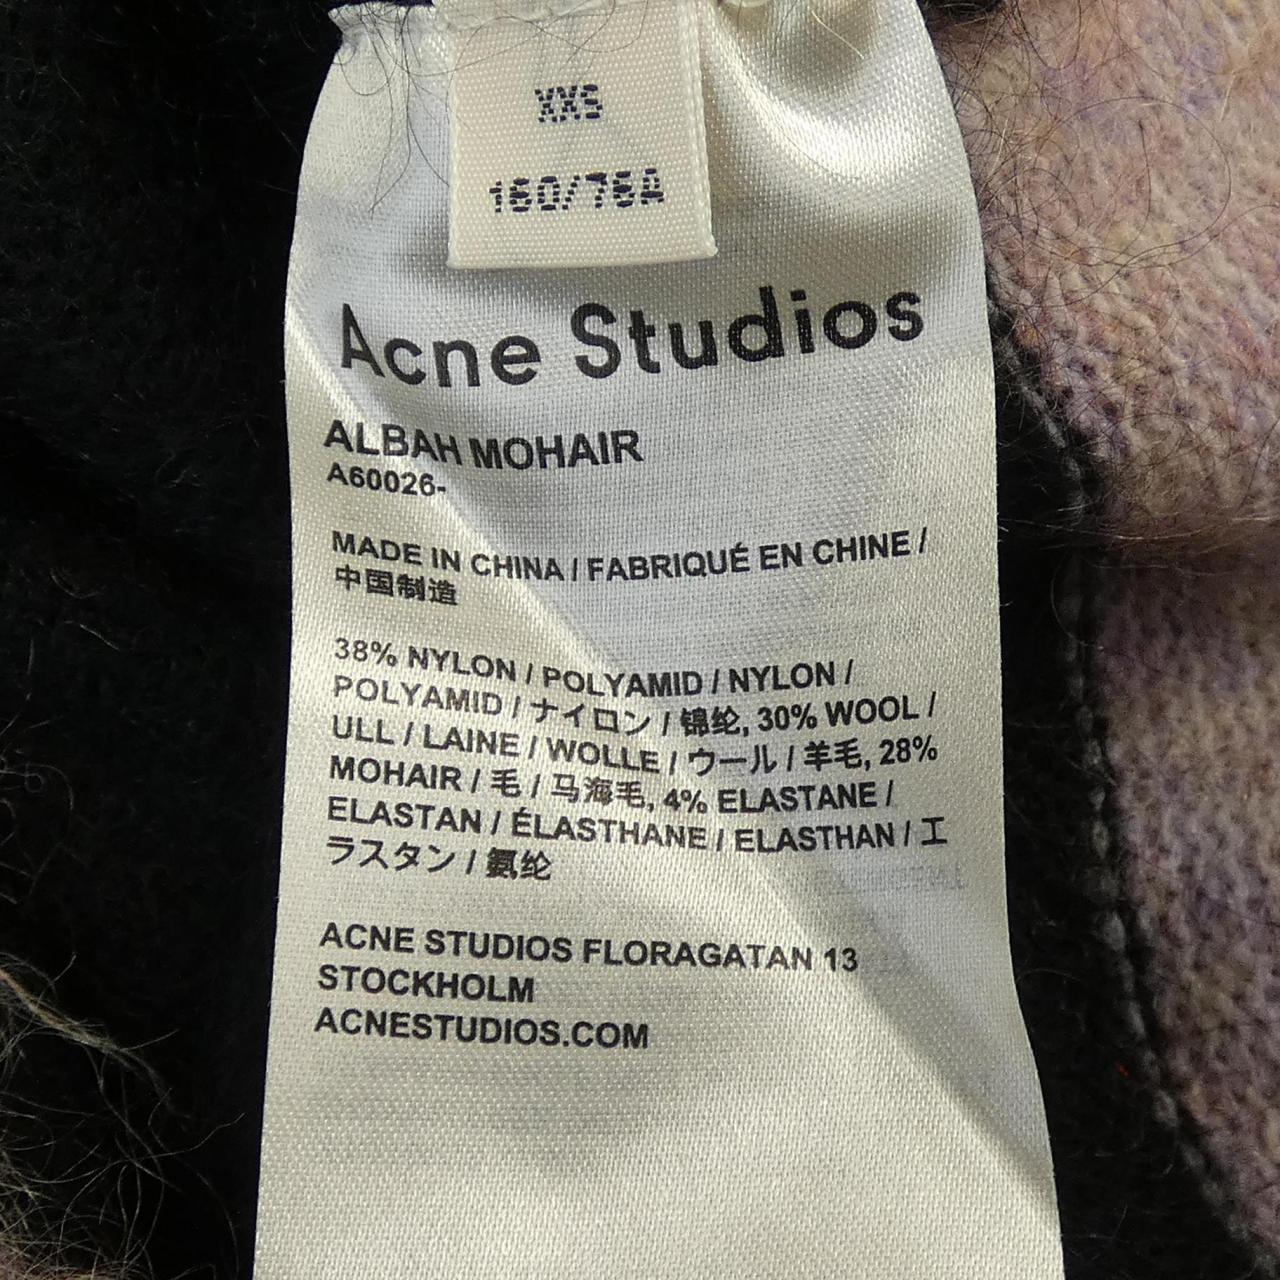 XXS
160/76A
Acne Studios
ALBAH MOHAIR
A60026-
MADE IN CHINA / FABRIQUÉ EN CHINE /
中国制造
38% NYLON / POLYAMID / NYLON /
POLYAMID / ナイロン / 锦纶, 30% WOOL /
ULL / LAINE / WOLLE / ウール / 羊毛, 28%
MOHAIR / 毛 / 马海毛, 4% ELASTANE /
ELASTAN / ÉLASTHANE / ELASTHAN / エ
ラスタン / 氨纶
ACNE STUDIOS FLORAGATAN 13
STOCKHOLM
ACNESTUDIOS.COM